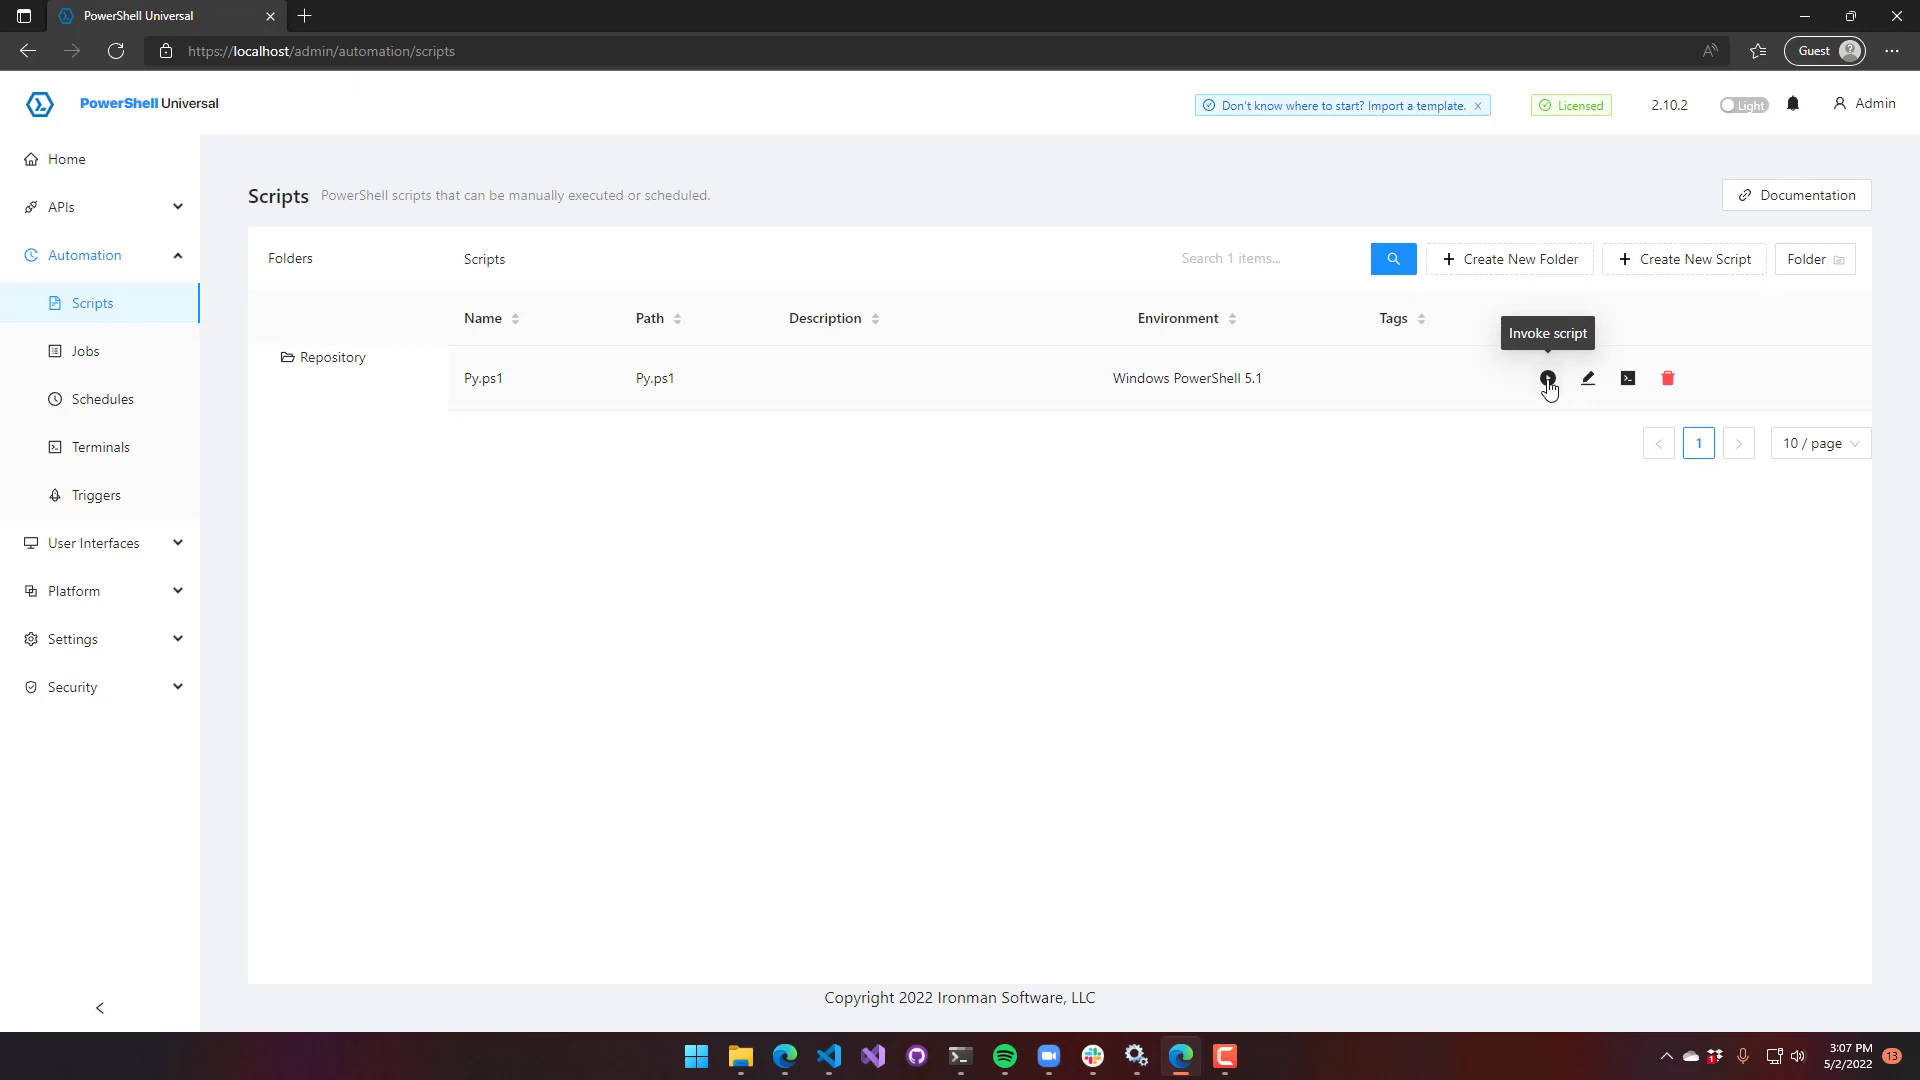 PowerShell Universal
https://localhost/admin/automation/scripts
Guest
PowerShell Universal
Don't know where to start? Import a template.
Licensed
2.10.2
Light
Admin
Home
APIs
Automation
Scripts
Jobs
Schedules
Terminals
Triggers
User Interfaces
Platform
Settings
Security
Scripts PowerShell scripts that can be manually executed or scheduled.
Documentation
Folders
Scripts
Search 1 items...
Create New Folder
Create New Script
Folder
Name
Path
Description
Environment
Tags
Invoke script
Repository
Py.ps1
Py.ps1
Windows PowerShell 5.1
1
10 / page
Copyright 2022 Ironman Software, LLC
3:07 PM
5/2/2022
13